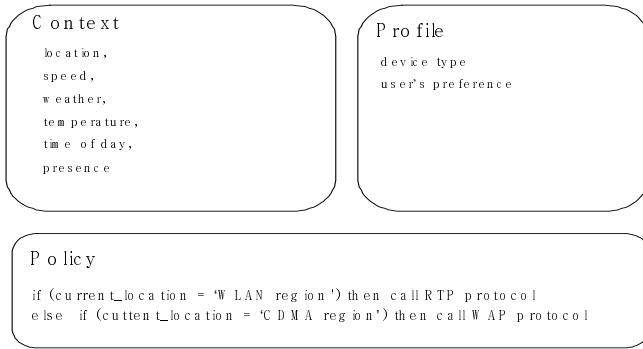 Context
location,
speed,
weather,
temperature,
time of day,
presence
Profile
device type
user's preference
Policy
if (current_location = 'WLAN region') then call RTP protocol
else if (cuttent_location = 'CDMA region') then call WAP protocol